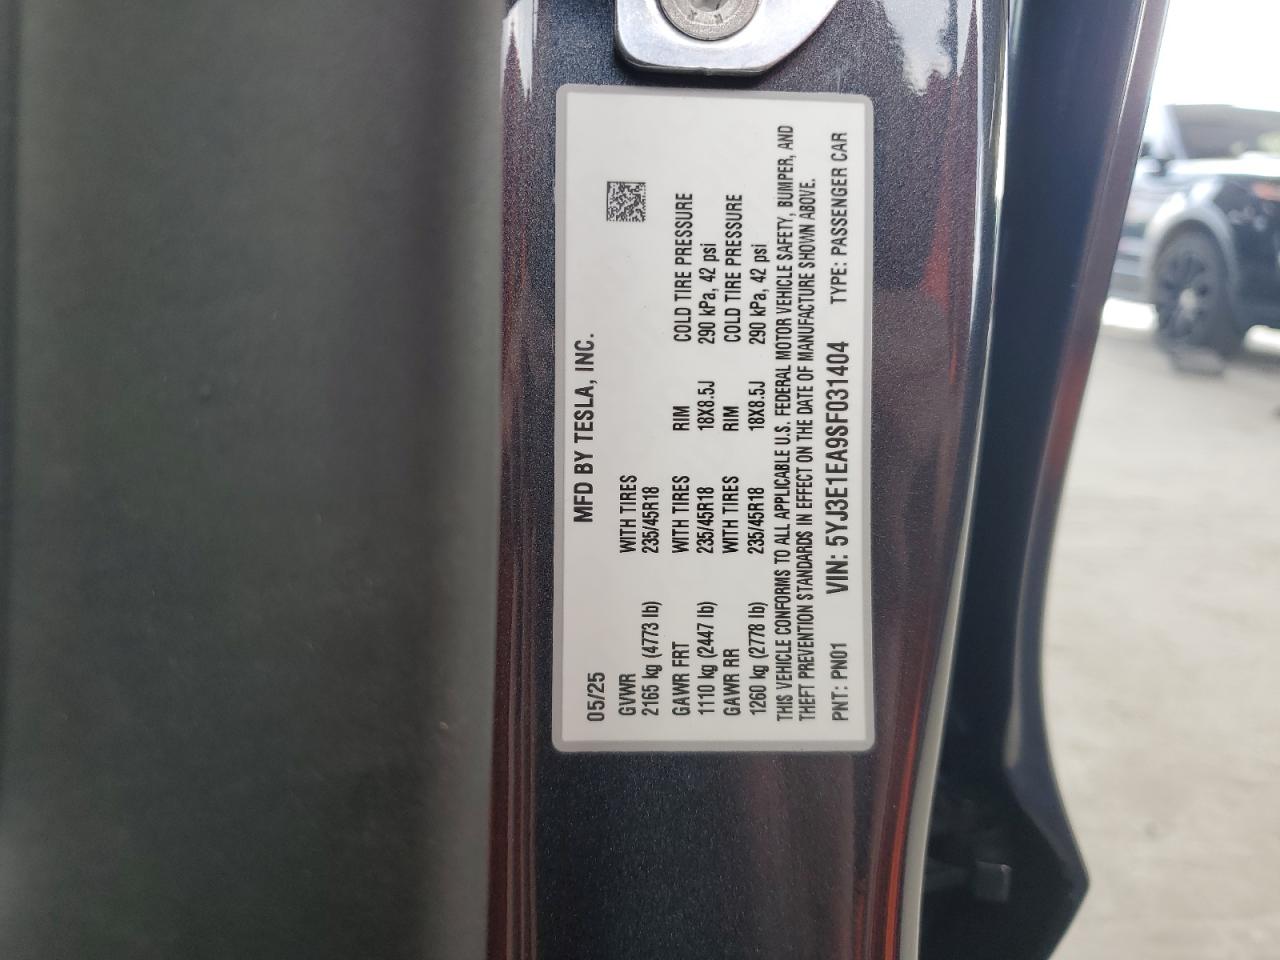 MFD BY TESLA, INC.
05/25
GVWR WITH TIRES
2165 kg (4773 lb) 235/45R18
GAWR FRT WITH TIRES RIM COLD TIRE PRESSURE
1110 kg (2447 lb) 235/45R18 18X8.5J 290 kPa, 42 psi
GAWR RR WITH TIRES RIM COLD TIRE PRESSURE
1260 kg (2778 lb) 235/45R18 18X8.5J 290 kPa, 42 psi
THIS VEHICLE CONFORMS TO ALL APPLICABLE U.S. FEDERAL MOTOR VEHICLE SAFETY, BUMPER, AND
THEFT PREVENTION STANDARDS IN EFFECT ON THE DATE OF MANUFACTURE SHOWN ABOVE.
PNT: PN01 VIN: 5YJ3E1EA9SF031404 TYPE: PASSENGER CAR